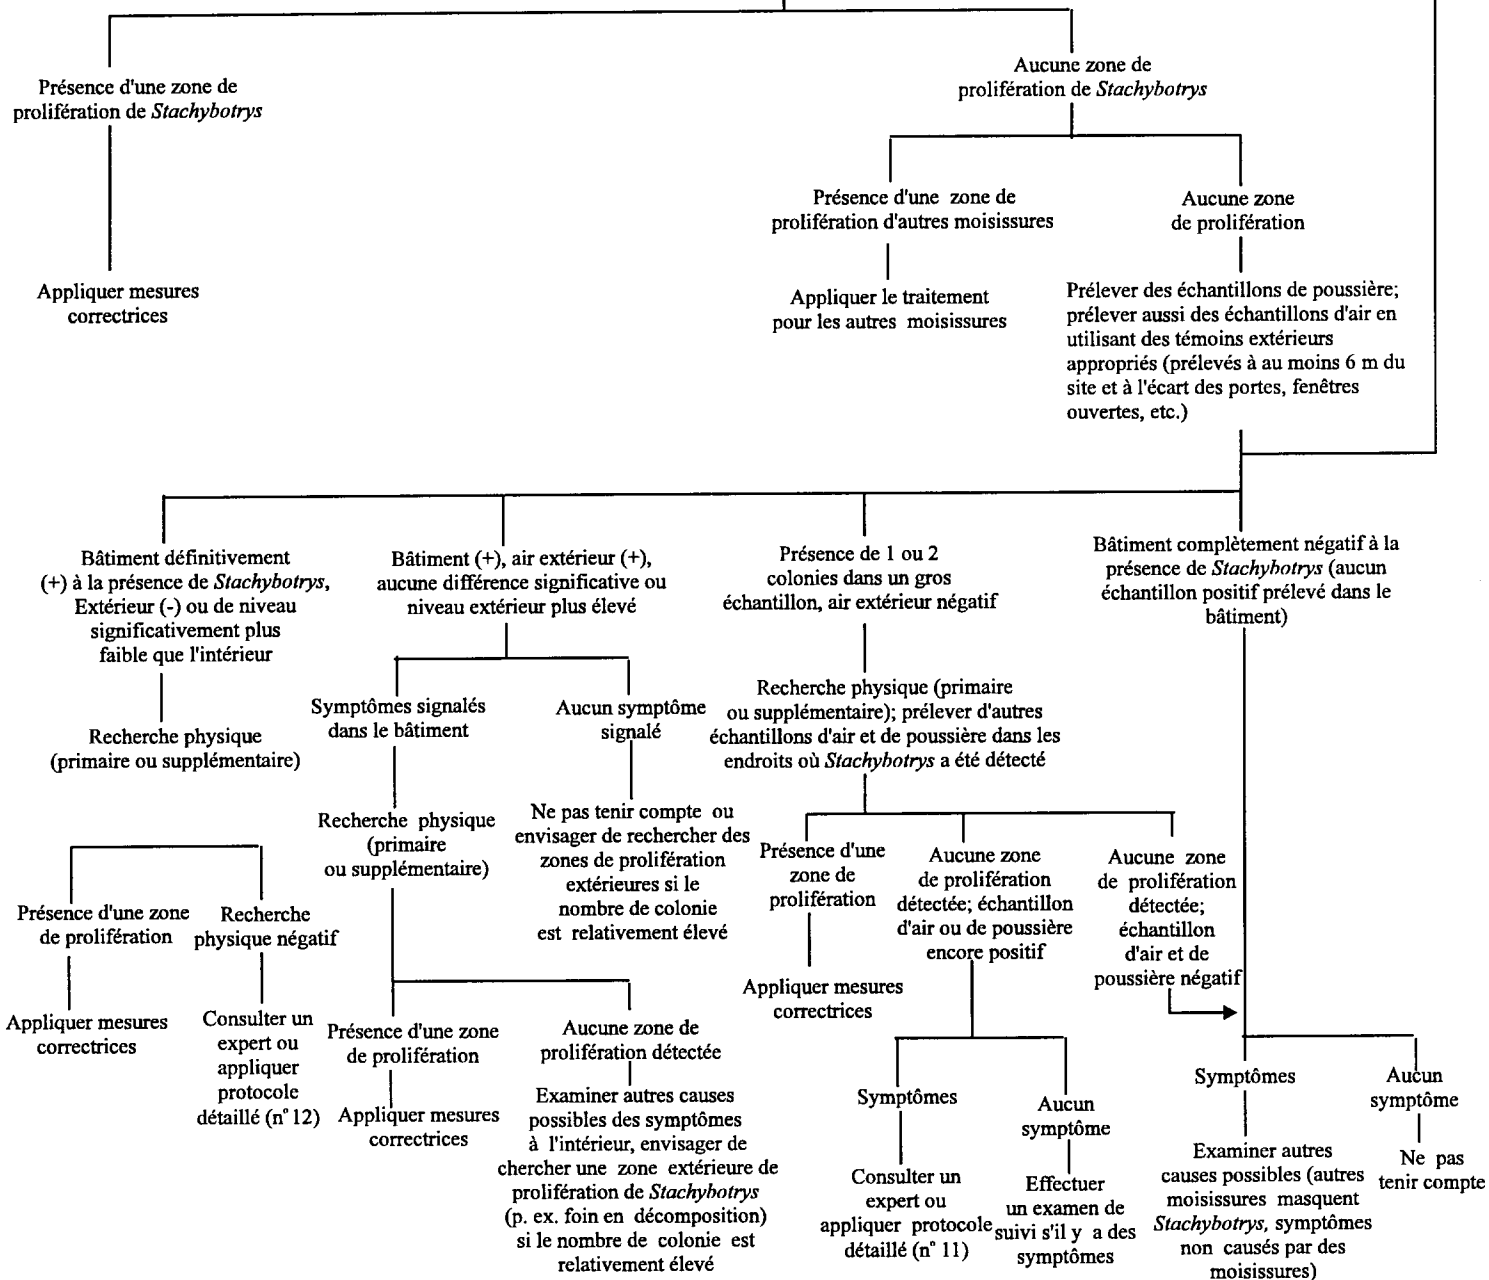 Présence d'une zone de
prolifération de Stachybotrys
Aucune zone de
prolifération de Stachybotrys
Présence d'une zone de
prolifération d'autres moisissures
Aucune zone
de prolifération
Appliquer mesures
correctrices
Appliquer le traitement
pour les autres moisissures
Prélever des échantillons de poussière;
prélever aussi des échantillons d'air en
utilisant des témoins extérieurs
appropriés (prélevés à au moins 6 m du
site et à l'écart des portes, fenêtres
ouvertes, etc.)
Bâtiment définitivement
(+) à la présence de Stachybotrys,
Extérieur (-) ou de niveau
significativement plus
faible que l'intérieur
Bâtiment (+), air extérieur (+),
aucune différence significative ou
niveau extérieur plus élevé
Présence de 1 ou 2
colonies dans un gros
échantillon, air extérieur négatif
Bâtiment complètement négatif à la
présence de Stachybotrys (aucun
échantillon positif prélevé dans le
bâtiment)
Recherche physique
(primaire ou supplémentaire)
Symptômes signalés
dans le bâtiment
Aucun symptôme
signalé
Recherche physique (primaire
ou supplémentaire); prélever d'autres
échantillons d'air et de poussière dans les
endroits où Stachybotrys a été détecté
Recherche physique
(primaire
ou supplémentaire)
Ne pas tenir compte ou
envisager de rechercher des
zones de prolifération
extérieures si le
nombre de colonie
est relativement élevé
Présence d'une
zone de
prolifération
Aucune zone
de prolifération
détectée; échantillon
d'air ou de poussière
encore positif
Aucune zone
de prolifération
détectée;
échantillon
d'air et de
poussière négatif
Présence d'une zone
de prolifération
Recherche
physique négatif
Appliquer mesures
correctrices
Appliquer mesures
correctrices
Consulter un
expert ou
appliquer
protocole
détaillé (n° 12)
Présence d'une zone
de prolifération
Aucune zone de
prolifération détectée
Appliquer mesures
correctrices
Examiner autres causes
possibles des symptômes
à l'intérieur, envisager de
chercher une zone extérieure de
prolifération de Stachybotrys
(p. ex. foin en décomposition)
si le nombre de colonie est
relativement élevé
Symptômes
Aucun
symptôme
Consulter un
expert ou
appliquer protocole
détaillé (n° 11)
Effectuer
un examen de
suivi s'il y a des
symptômes
Symptômes
Aucun
symptôme
Examiner autres
causes possibles (autres
moisissures masquent
Stachybotrys, symptômes
non causés par des
moisissures)
Ne pas
tenir compte